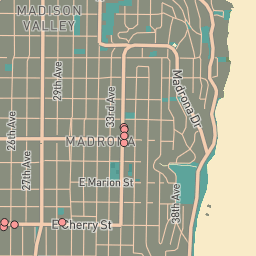 MADISON
VALLEY
29th Ave
33rd Ave
Madrona Dr
26th Ave
MADRONA
27th Ave
E Marion St
38th Ave
E Cherry St